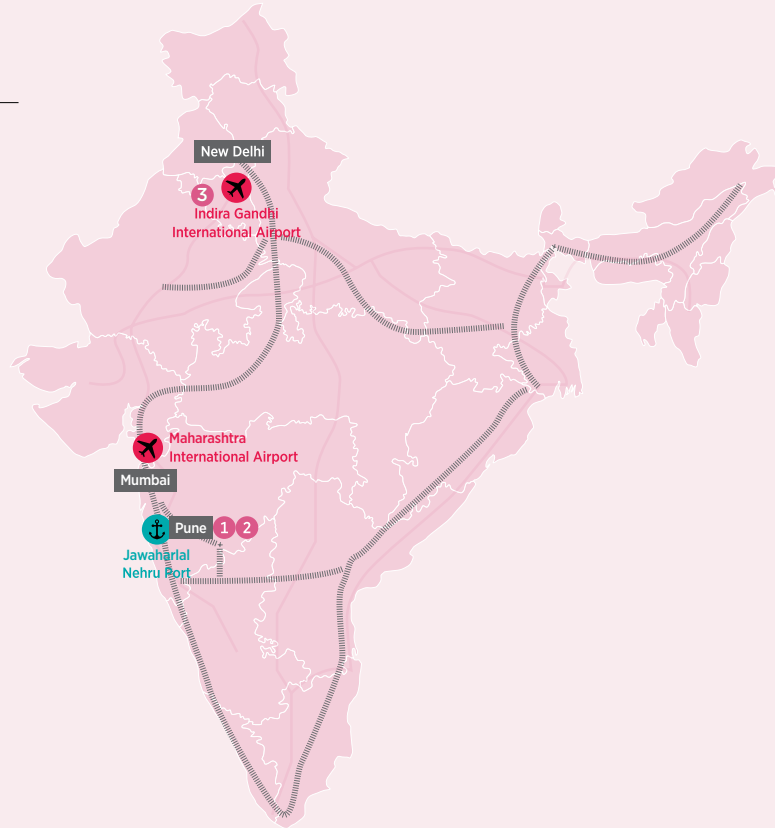 New Delhi
3
Indira Gandhi
International Airport
Maharashtra
International Airport
Mumbai
Pune 1 2
Jawaharlal
Nehru Port